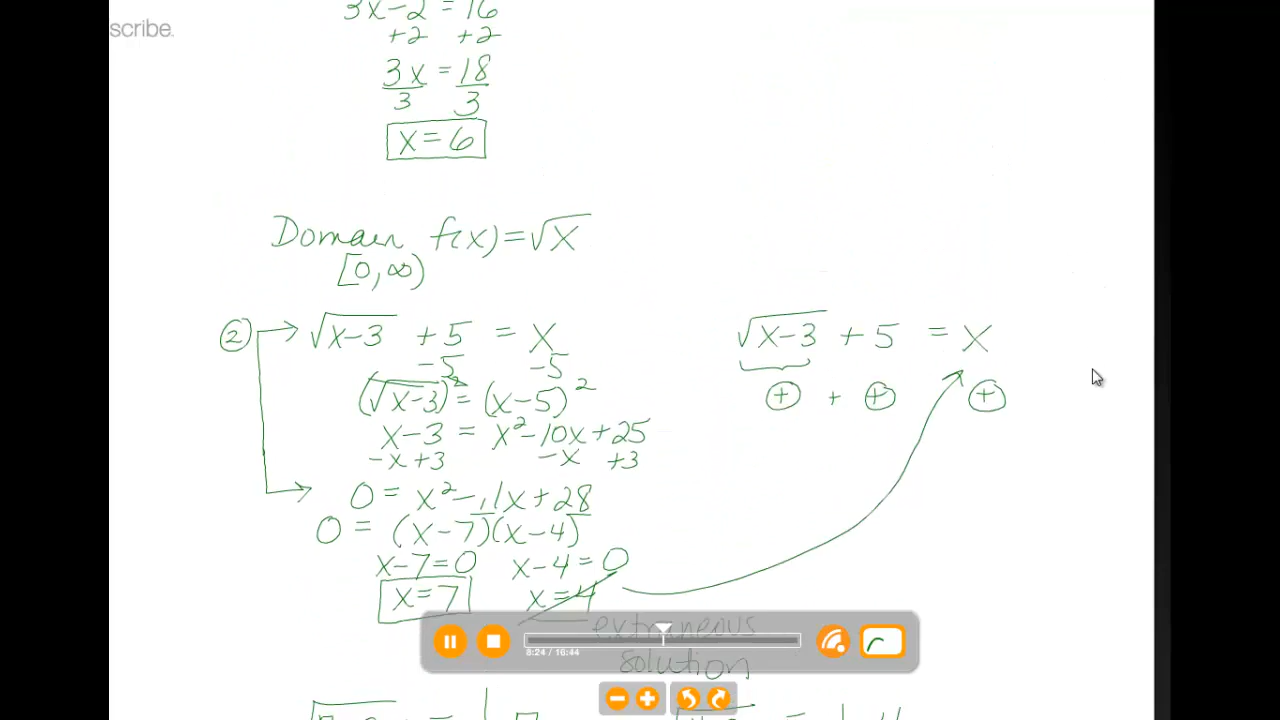 scribe.
3x-2=16
+2 +2
3x = 18
3 3
x=6
Domain f(x)=√x
[0,∞)
② √x-3 +5 = x
-5 -5
(√x-3)² = (x-5)²
x-3 = x²-10x+25
-x+3 -x +3
0 = x²-11x+28
0 = (x-7)(x-4)
x-7=0 x-4=0
x=7 x=4
extraneous
solution
√x-3 +5 = x
+ + + +
8:24 / 16:44